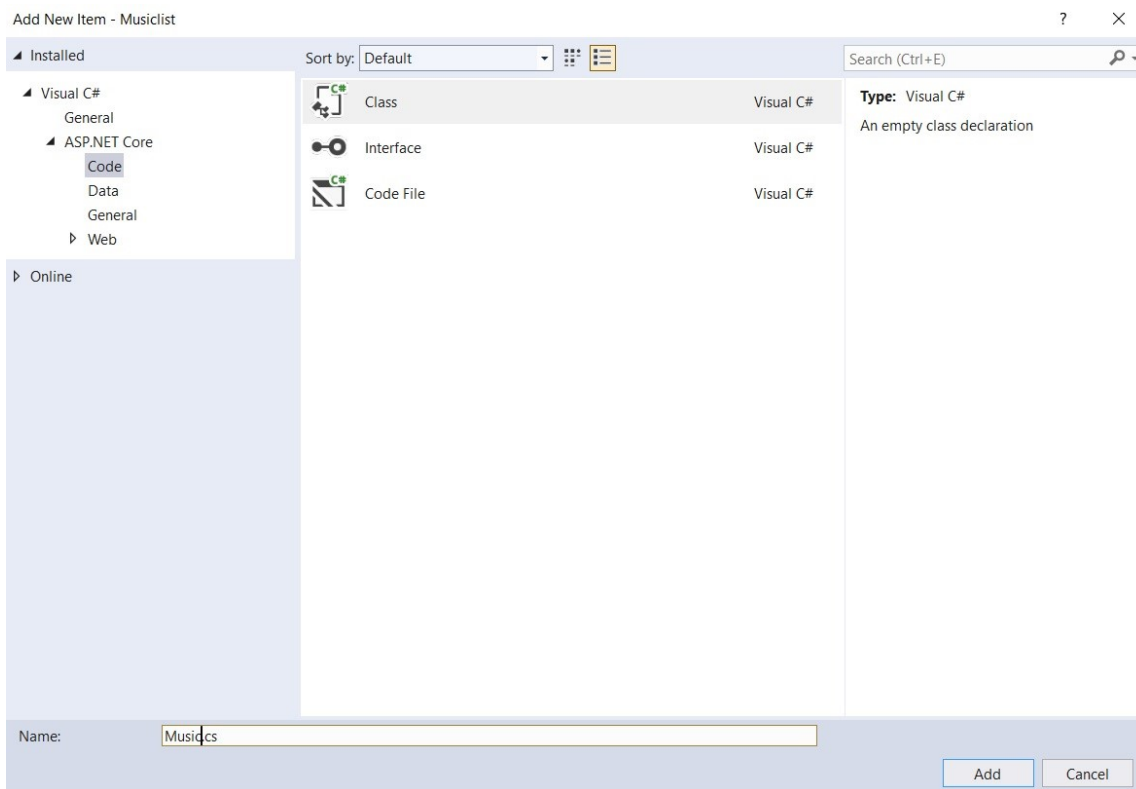 Add New Item - Musiclist
?
Installed
Sort by: Default
Search (Ctrl+E)
Visual C#
General
ASP.NET Core
Code
Data
General
Web
Online
C#
Class
Visual C#
Interface
Visual C#
C#
Code File
Visual C#
Type: Visual C#
An empty class declaration
Name:
Music.cs
Add
Cancel